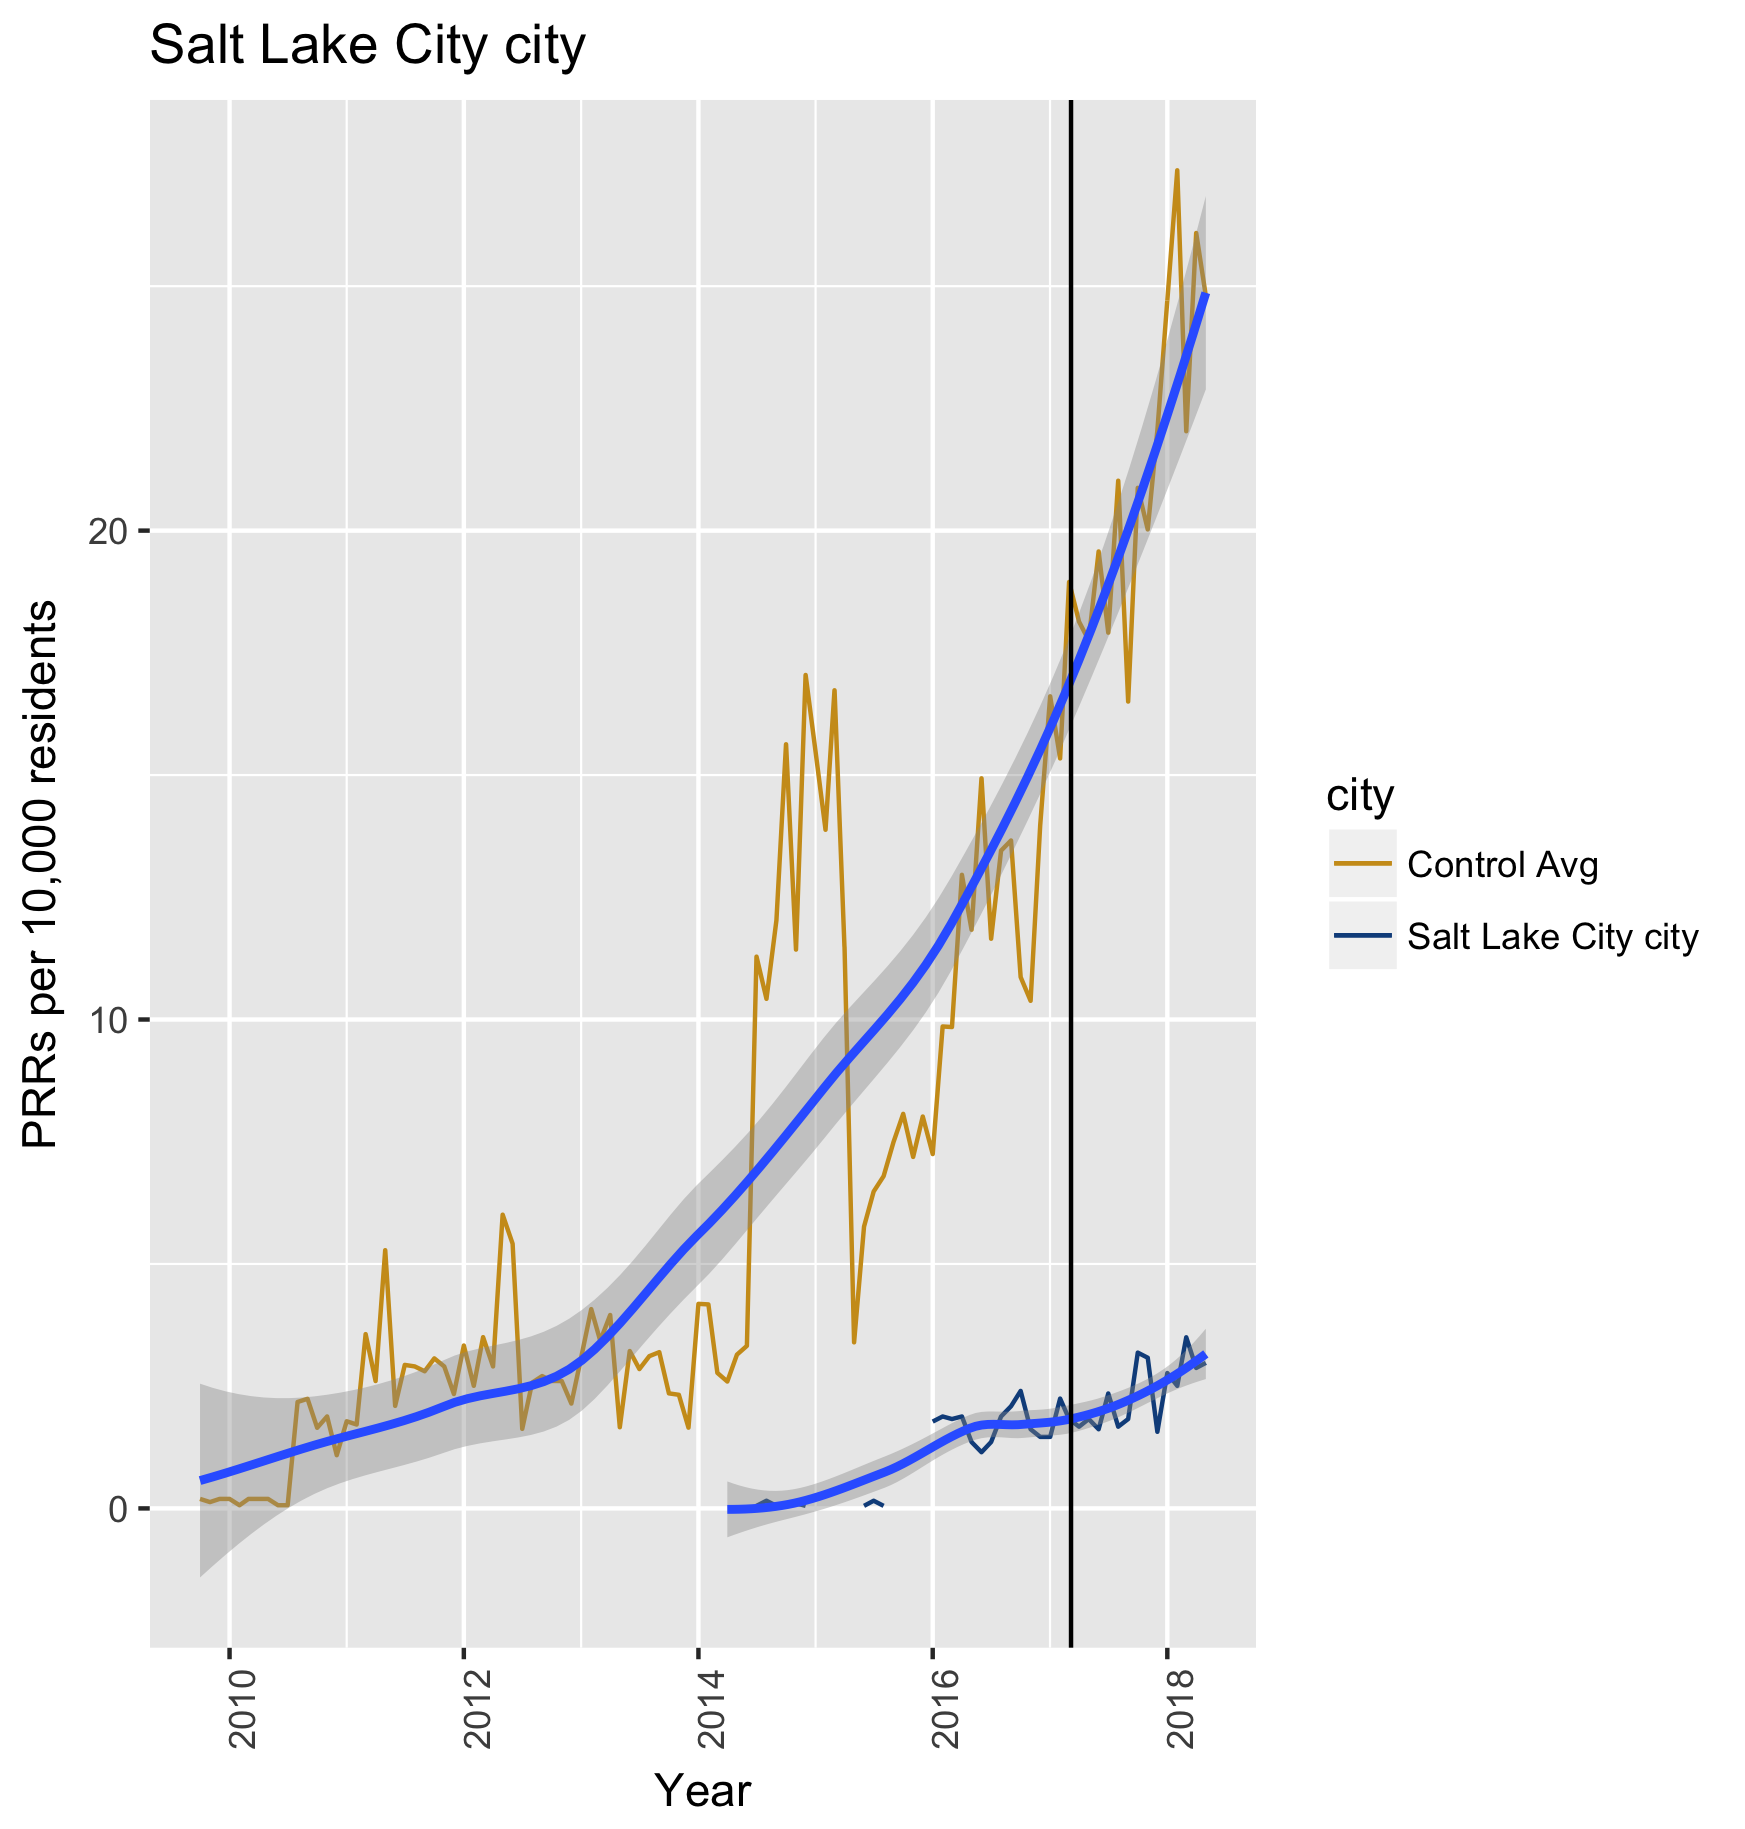 Salt Lake City city
PRRs per 10,000 residents
20
10
0
2010
2012
2014
2016
2018
Year
city
Control Avg
Salt Lake City city